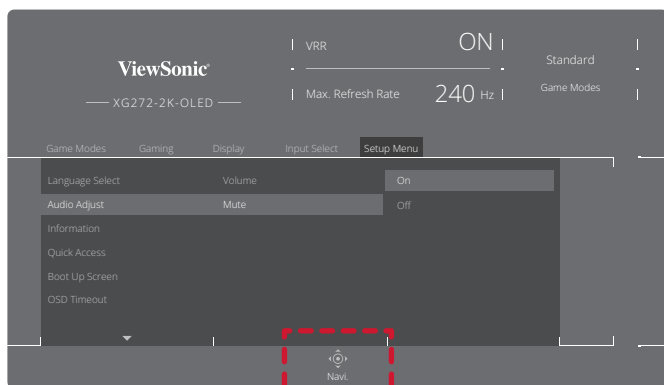 ViewSonic®
XG272-2K-OLED
VRR ON
Max. Refresh Rate 240 Hz
Standard
Game Modes
Game Modes Gaming Display Input Select Setup Menu
Language Select Volume On
Audio Adjust Mute Off
Information
Quick Access
Boot Up Screen
OSD Timeout
Navi.